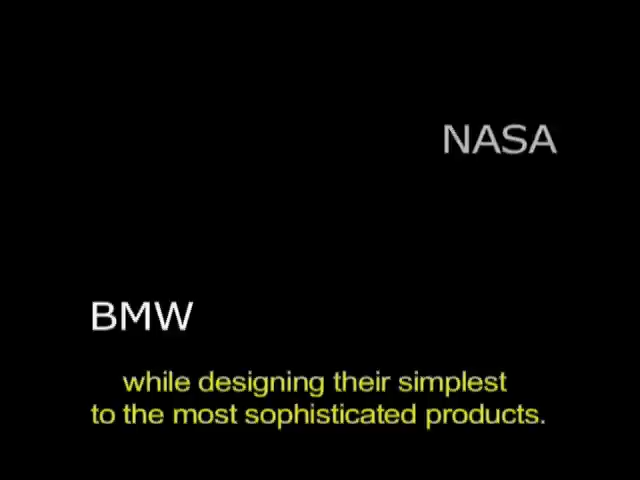 NASA
BMW
while designing their simplest
to the most sophisticated products.